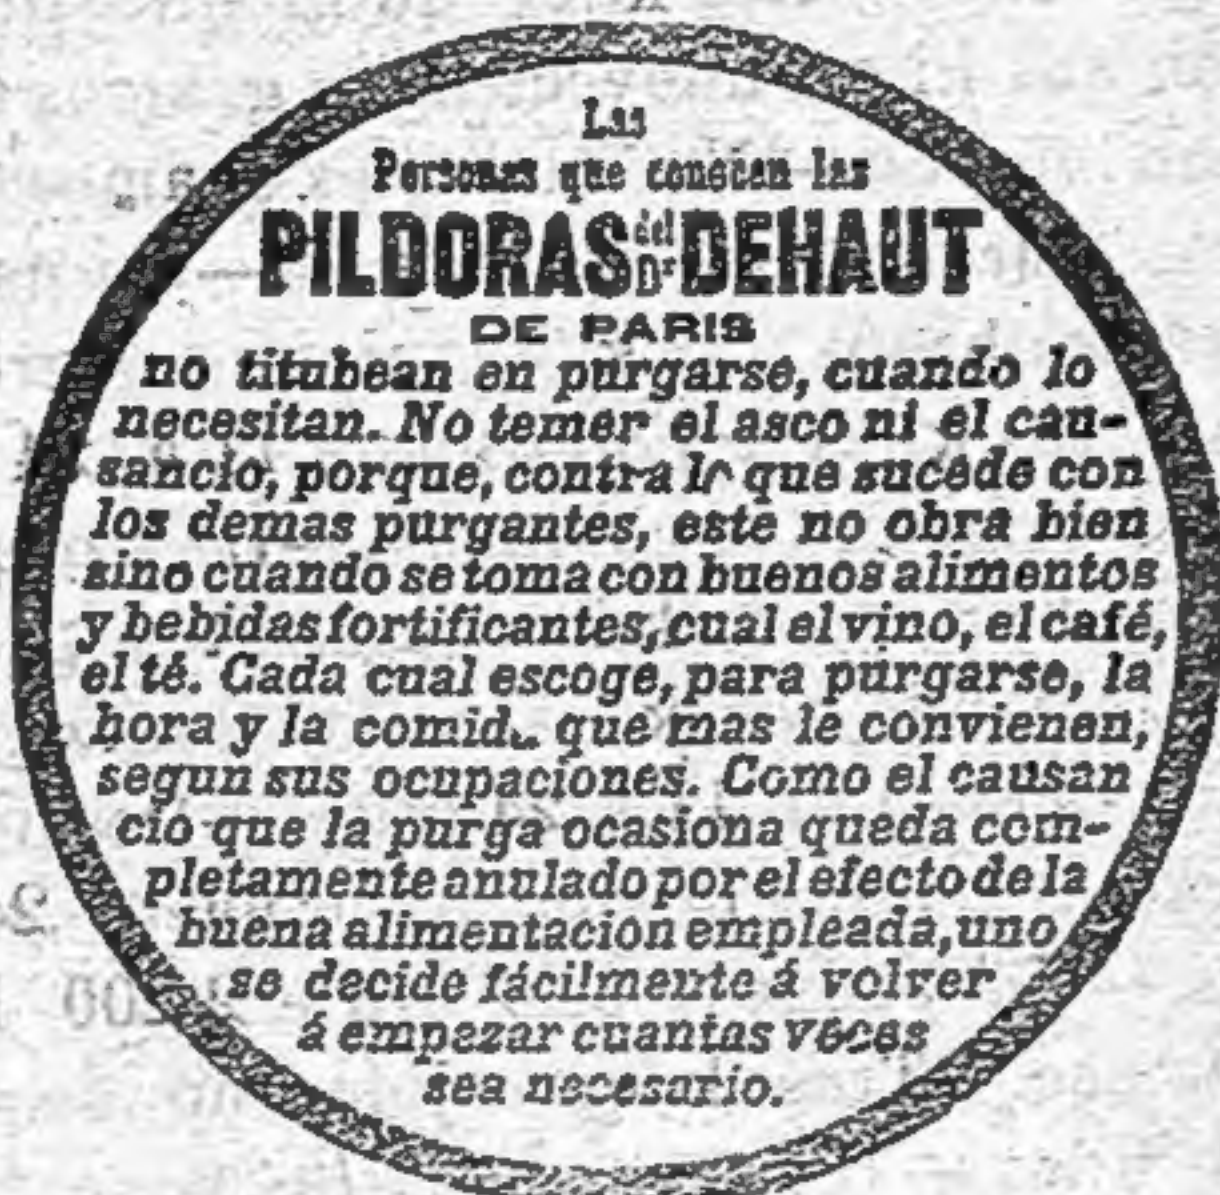 Las
Personas que conocen las
PILDORAS del Dr DEHAUT
DE PARIS
no titubean en purgarse, cuando lo
necesitan. No temer el asco ni el cau-
sancio, porque, contra lo que sucede con
los demas purgantes, este no obra bien
sino cuando se toma con buenos alimentos
y bebidas fortificantes, cual el vino, el café,
el té. Cada cual escoge, para purgarse, la
hora y la comida que mas le convienen,
segun sus ocupaciones. Como el causan
cio que la purga ocasiona queda com-
pletamente anulado por el efecto de la
buena alimentacion empleada, uno
se decide fácilmente á volver
á empezar cuantas veces
sea necesario.